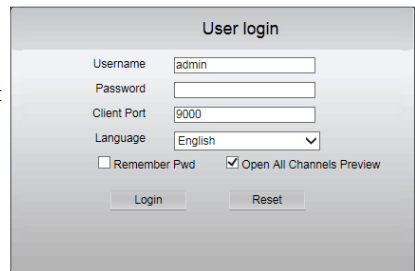 User login
Username admin
Password
Client Port 9000
Language English
Remember Pwd Open All Channels Preview
Login Reset